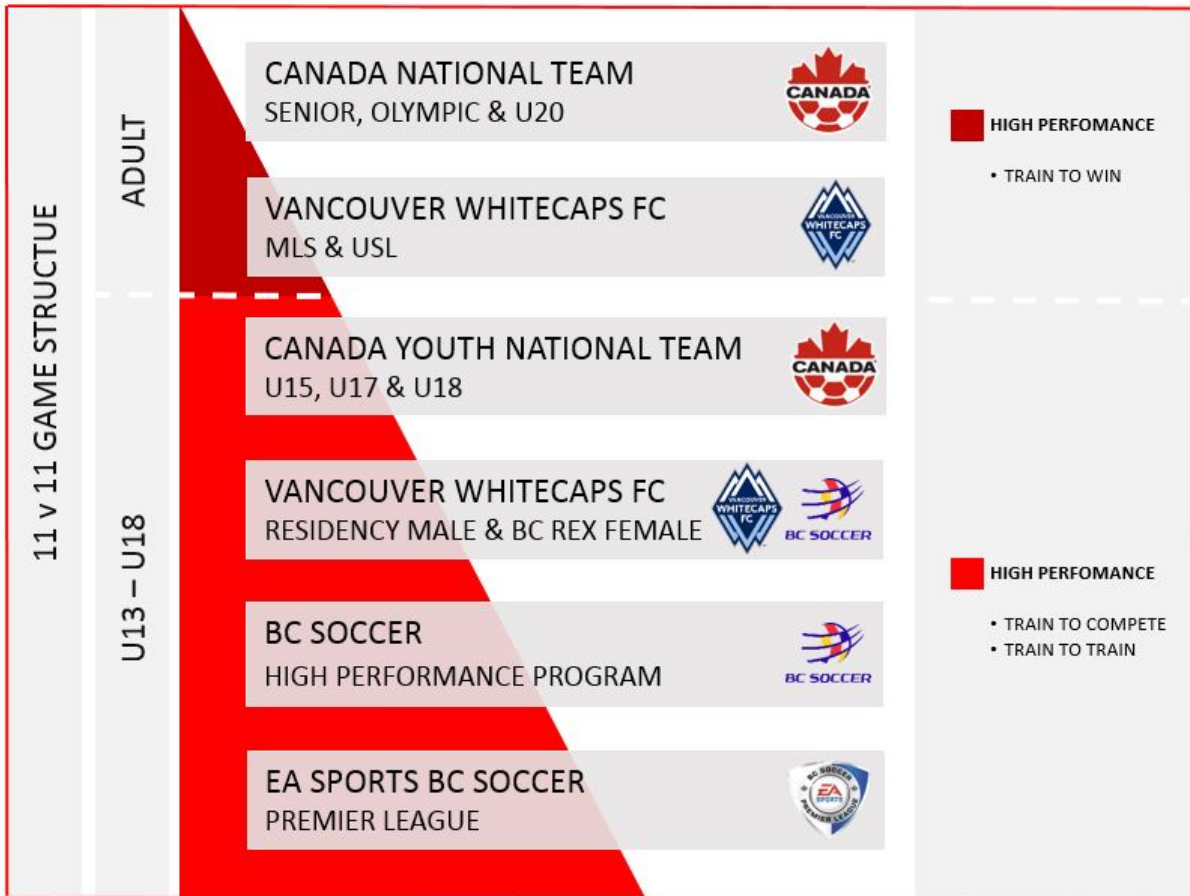 11 v 11 GAME STRUCTUE
ADULT
U13 – U18
CANADA NATIONAL TEAM
SENIOR, OLYMPIC & U20
CANADA
VANCOUVER WHITECAPS FC
MLS & USL
VANCOUVER
WHITECAPS
FC
CANADA YOUTH NATIONAL TEAM
U15, U17 & U18
CANADA
VANCOUVER WHITECAPS FC
RESIDENCY MALE & BC REX FEMALE
VANCOUVER
WHITECAPS
FC
BC SOCCER
BC SOCCER
HIGH PERFORMANCE PROGRAM
BC SOCCER
EA SPORTS BC SOCCER
PREMIER LEAGUE
BC SOCCER
EA
SPORTS
PREMIER LEAGUE
HIGH PERFOMANCE
• TRAIN TO WIN
HIGH PERFOMANCE
• TRAIN TO COMPETE
• TRAIN TO TRAIN